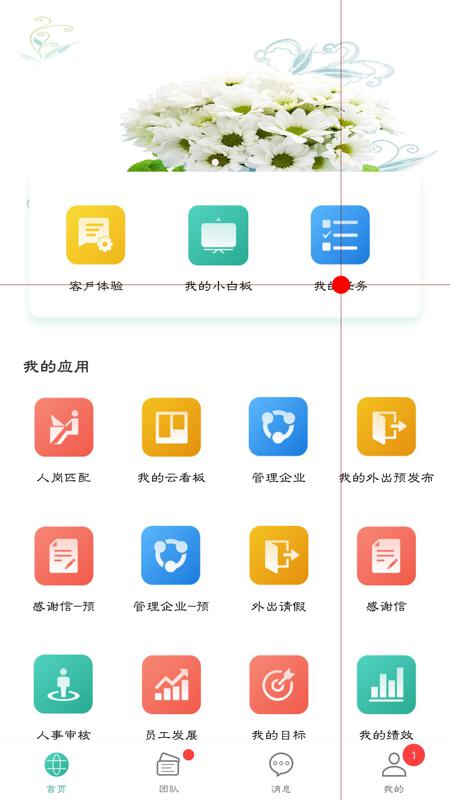 客户体验
我的小白板
我的任务
我的应用
人岗匹配
我的云看板
管理企业
我的外出预发布
感谢信-预
管理企业-预
外出请假
感谢信
人事审核
员工发展
我的目标
我的绩效
1
首页
团队
消息
我的